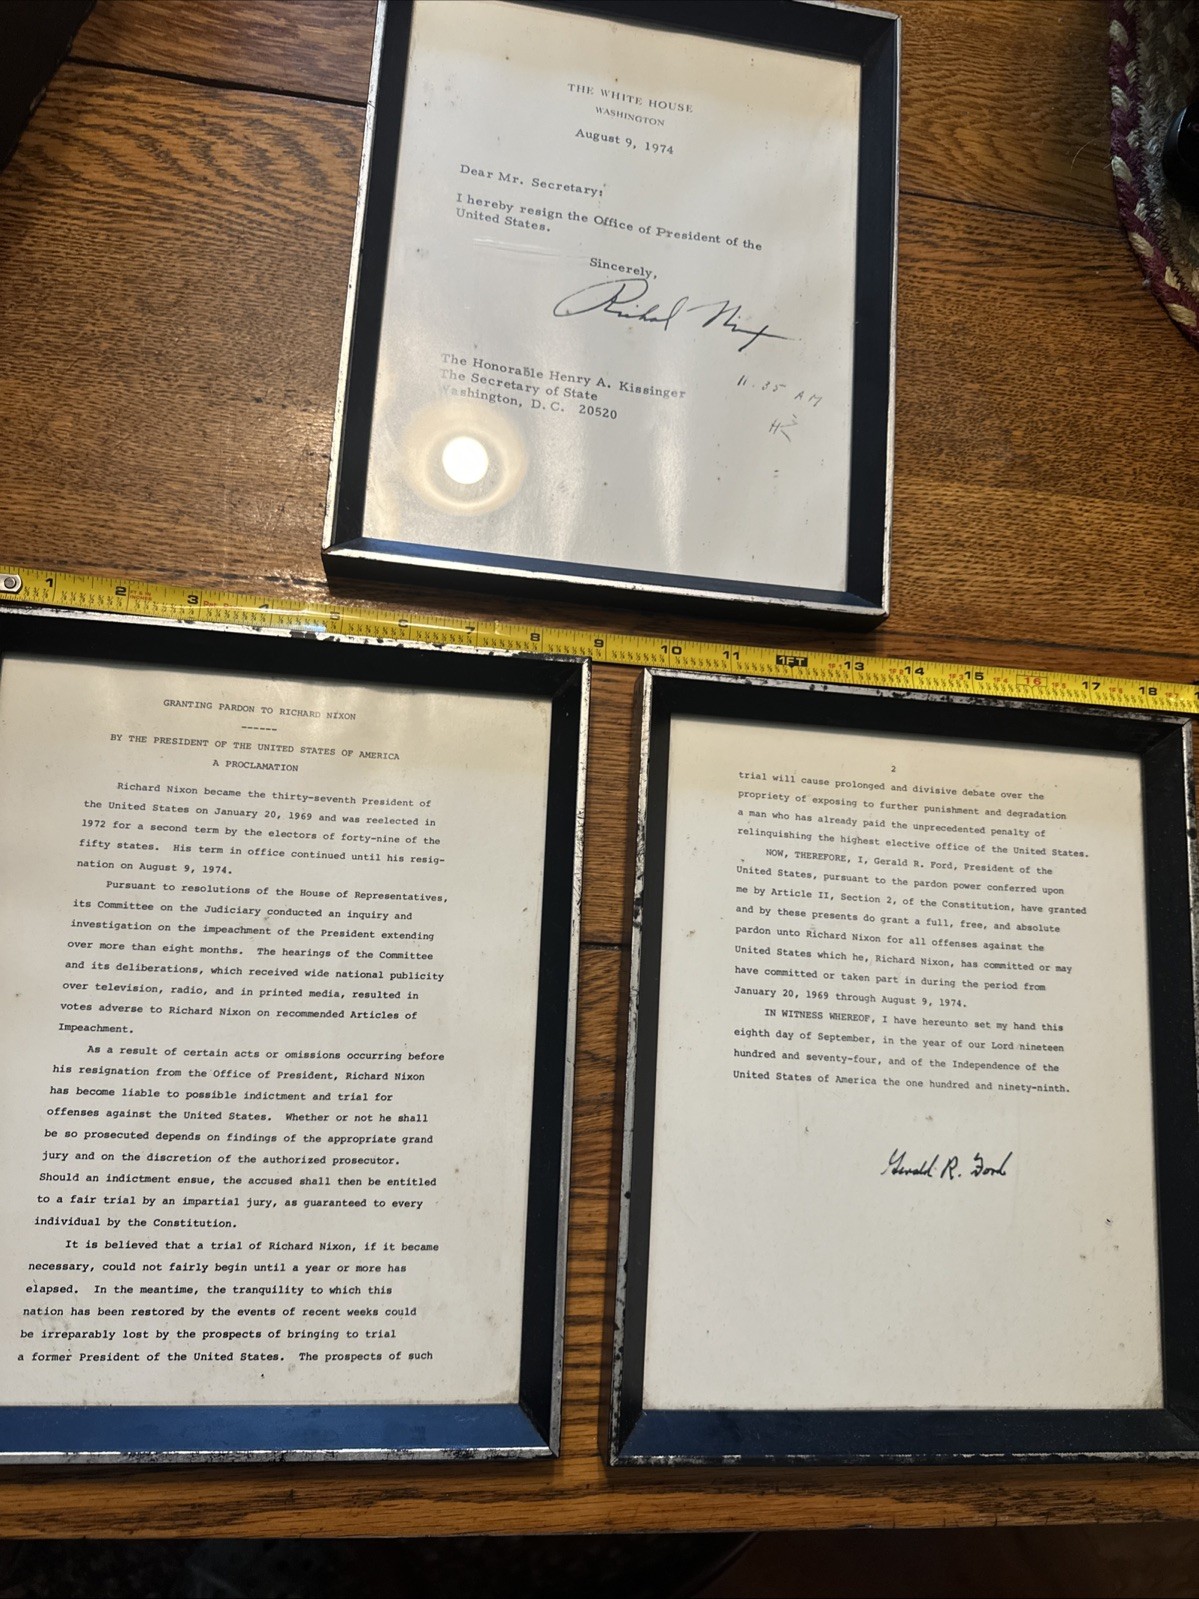 THE WHITE HOUSE
WASHINGTON
August 9, 1974
Dear Mr. Secretary:
I hereby resign the Office of President of the
United States.
Sincerely,
Richard Nixon
11.35 AM
HK
The Honorable Henry A. Kissinger
The Secretary of State
Washington, D.C. 20520
1 2 3 4 5 6 7 8 9 10 11 1FT 13 14 15 16 17 18
GRANTING PARDON TO RICHARD NIXON
------
BY THE PRESIDENT OF THE UNITED STATES OF AMERICA
A PROCLAMATION
Richard Nixon became the thirty-seventh President of
the United States on January 20, 1969 and was reelected in
1972 for a second term by the electors of forty-nine of the
fifty states. His term in office continued until his resig-
nation on August 9, 1974.
Pursuant to resolutions of the House of Representatives,
its Committee on the Judiciary conducted an inquiry and
investigation on the impeachment of the President extending
over more than eight months. The hearings of the Committee
and its deliberations, which received wide national publicity
over television, radio, and in printed media, resulted in
votes adverse to Richard Nixon on recommended Articles of
Impeachment.
As a result of certain acts or omissions occurring before
his resignation from the Office of President, Richard Nixon
has become liable to possible indictment and trial for
offenses against the United States. Whether or not he shall
be so prosecuted depends on findings of the appropriate grand
jury and on the discretion of the authorized prosecutor.
Should an indictment ensue, the accused shall then be entitled
to a fair trial by an impartial jury, as guaranteed to every
individual by the Constitution.
It is believed that a trial of Richard Nixon, if it became
necessary, could not fairly begin until a year or more has
elapsed. In the meantime, the tranquility to which this
nation has been restored by the events of recent weeks could
be irreparably lost by the prospects of bringing to trial
a former President of the United States. The prospects of such
2
trial will cause prolonged and divisive debate over the
propriety of exposing to further punishment and degradation
a man who has already paid the unprecedented penalty of
relinquishing the highest elective office of the United States.
NOW, THEREFORE, I, Gerald R. Ford, President of the
United States, pursuant to the pardon power conferred upon
me by Article II, Section 2, of the Constitution, have granted
and by these presents do grant a full, free, and absolute
pardon unto Richard Nixon for all offenses against the
United States which he, Richard Nixon, has committed or may
have committed or taken part in during the period from
January 20, 1969 through August 9, 1974.
IN WITNESS WHEREOF, I have hereunto set my hand this
eighth day of September, in the year of our Lord nineteen
hundred and seventy-four, and of the Independence of the
United States of America the one hundred and ninety-ninth.
Gerald R. Ford